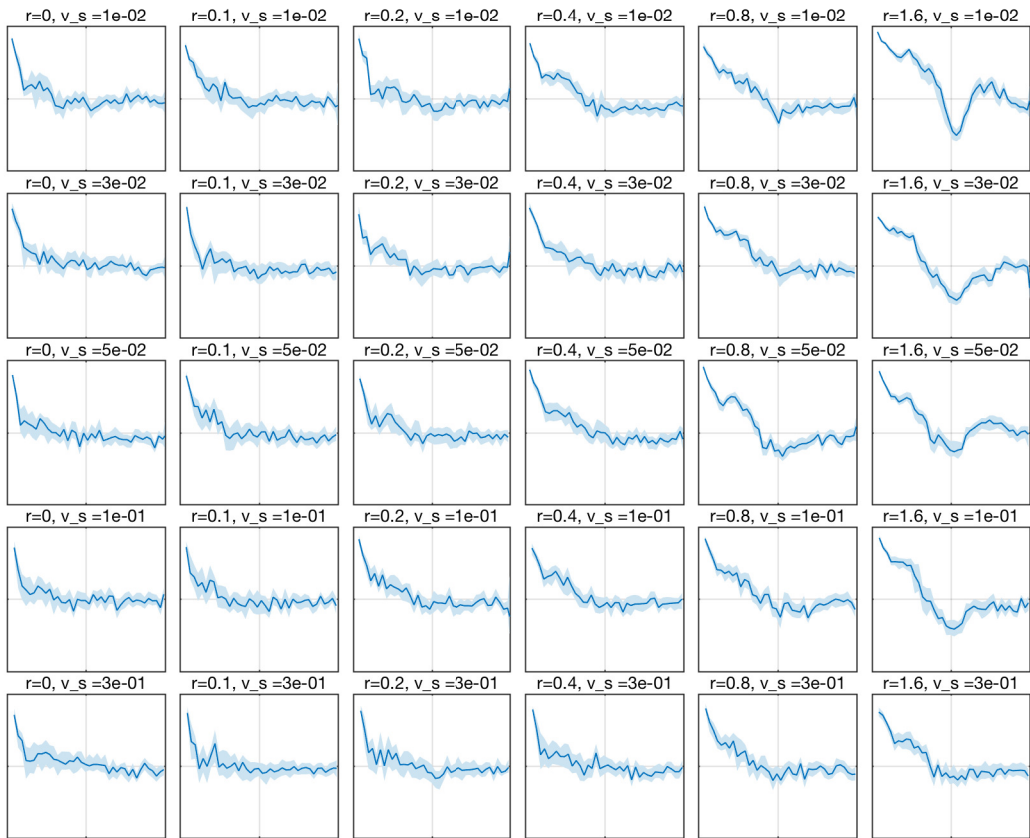 r=0, v_s =1e-02 r=0.1, v_s =1e-02 r=0.2, v_s =1e-02 r=0.4, v_s =1e-02 r=0.8, v_s =1e-02 r=1.6, v_s =1e-02
r=0, v_s =3e-02 r=0.1, v_s =3e-02 r=0.2, v_s =3e-02 r=0.4, v_s =3e-02 r=0.8, v_s =3e-02 r=1.6, v_s =3e-02
r=0, v_s =5e-02 r=0.1, v_s =5e-02 r=0.2, v_s =5e-02 r=0.4, v_s =5e-02 r=0.8, v_s =5e-02 r=1.6, v_s =5e-02
r=0, v_s =1e-01 r=0.1, v_s =1e-01 r=0.2, v_s =1e-01 r=0.4, v_s =1e-01 r=0.8, v_s =1e-01 r=1.6, v_s =1e-01
r=0, v_s =3e-01 r=0.1, v_s =3e-01 r=0.2, v_s =3e-01 r=0.4, v_s =3e-01 r=0.8, v_s =3e-01 r=1.6, v_s =3e-01